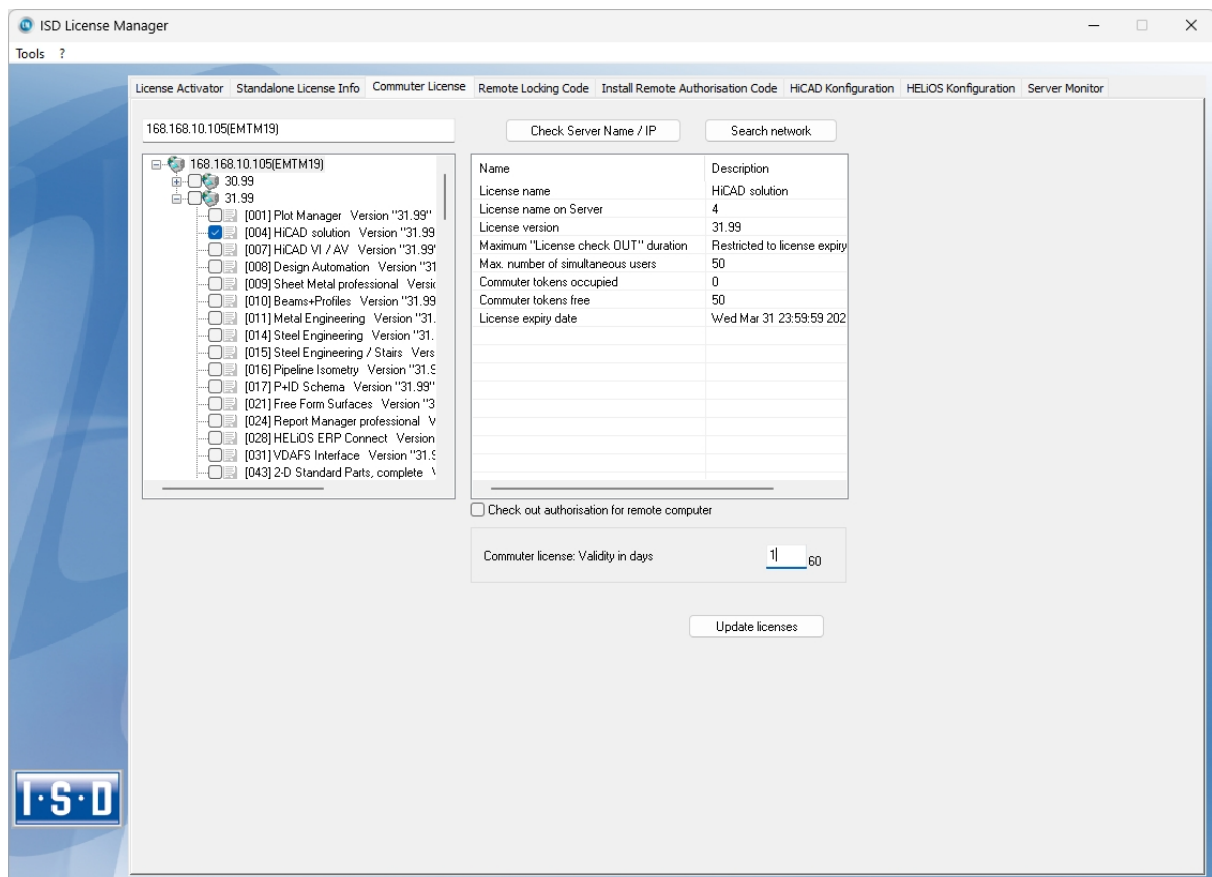 ISD License Manager
Tools ?
License Activator Standalone License Info Commuter License Remote Locking Code Install Remote Authorisation Code HiCAD Konfiguration HELiOS Konfiguration Server Monitor
168.168.10.105(EMTM19)
Check Server Name / IP
Search network
168.168.10.105(EMTM19)
30.99
31.99
[001] Plot Manager Version "31.99"
[004] HiCAD solution Version "31.99
[007] HiCAD VI / AV Version "31.99"
[008] Design Automation Version "31
[009] Sheet Metal professional Versio
[010] Beams+Profiles Version "31.99
[011] Metal Engineering Version "31.
[014] Steel Engineering Version "31.
[015] Steel Engineering / Stairs Vers
[016] Pipeline Isometry Version "31.9
[017] P+ID Schema Version "31.99"
[021] Free Form Surfaces Version "3
[024] Report Manager professional V
[028] HELiOS ERP Connect Version
[031] VDAFS Interface Version "31.9
[043] 2-D Standard Parts, complete V
Name Description
License name HiCAD solution
License name on Server 4
License version 31.99
Maximum "License check OUT" duration Restricted to license expiry
Max. number of simultaneous users 50
Commuter tokens occupied 0
Commuter tokens free 50
License expiry date Wed Mar 31 23:59:59 202
Check out authorisation for remote computer
Commuter license: Validity in days 1 60
Update licenses
I·S·D